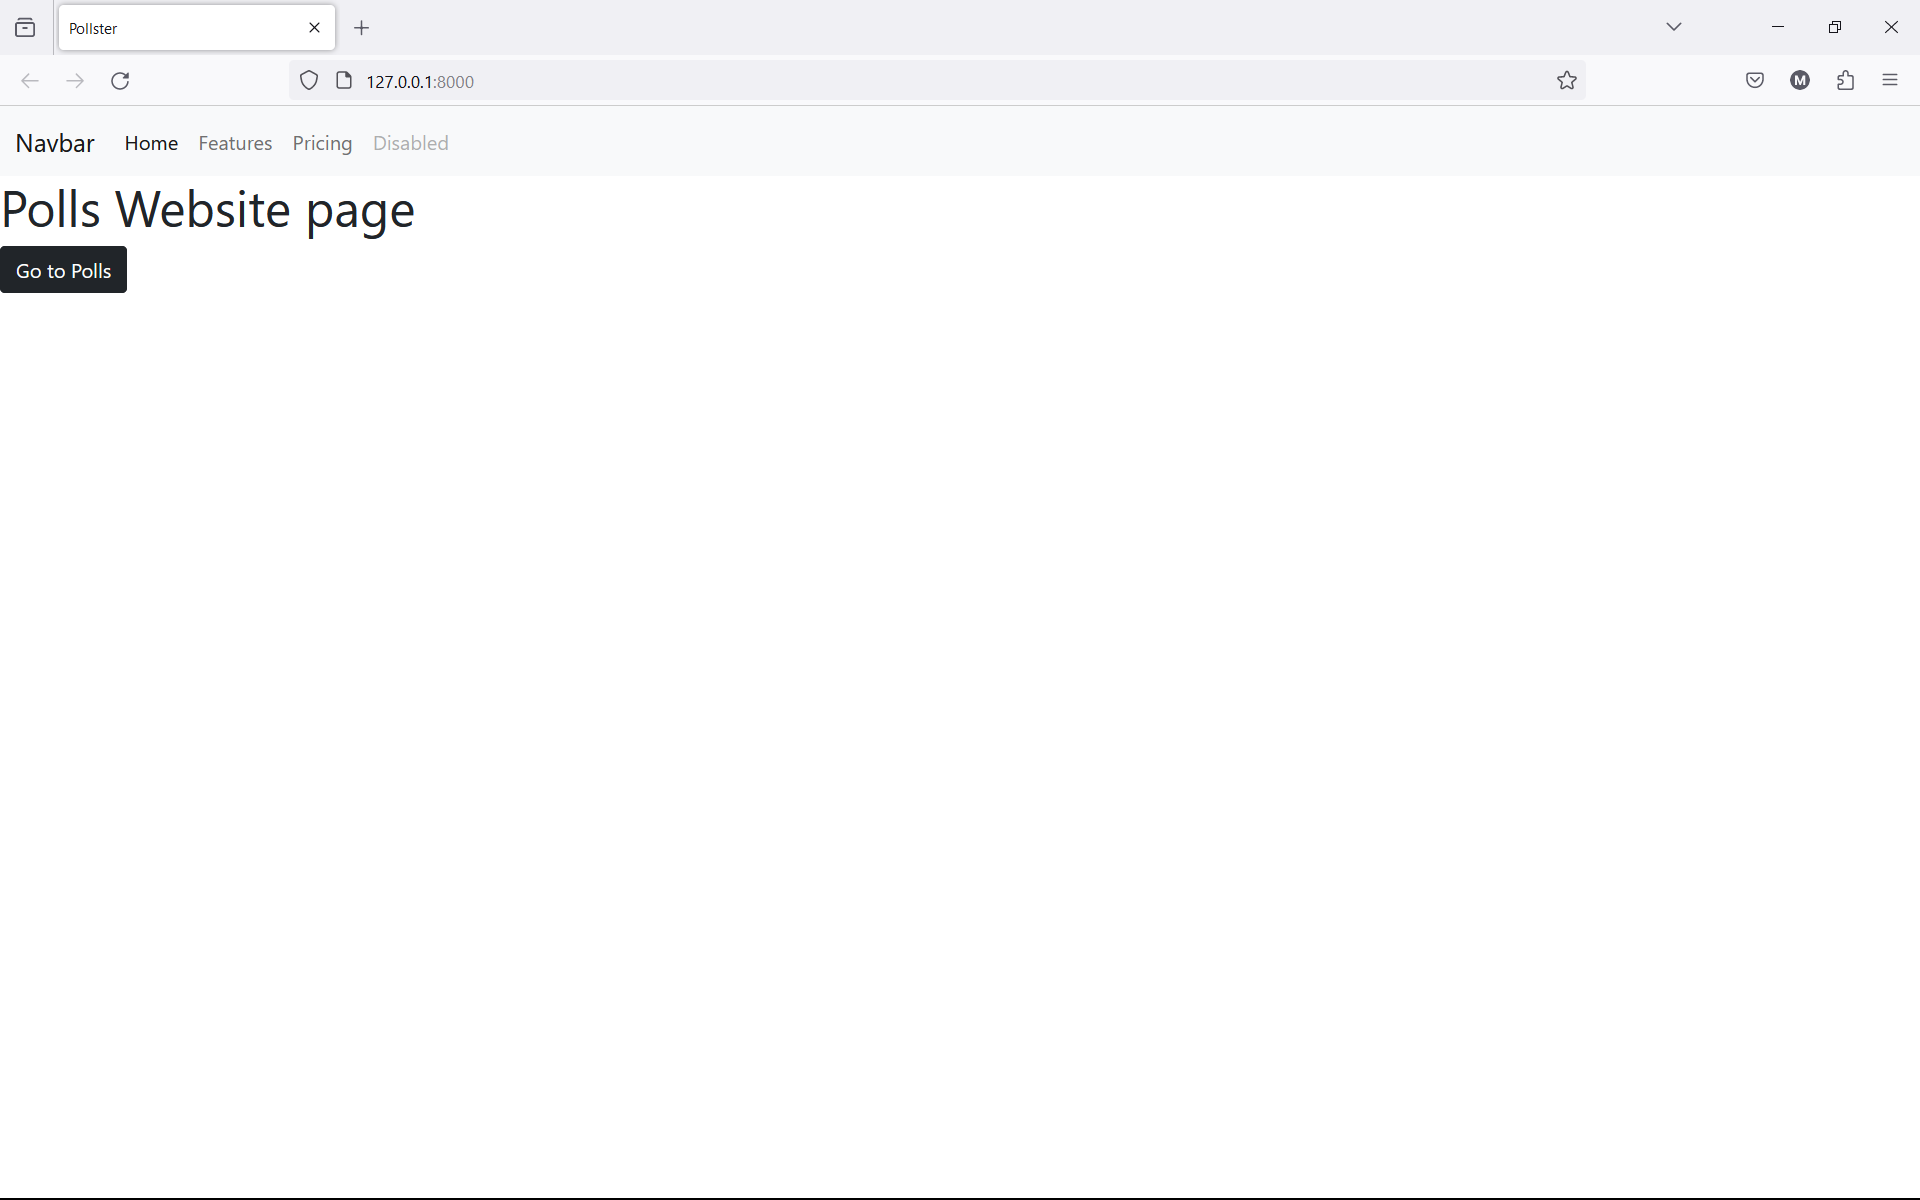 Pollster
127.0.0.1:8000
M
Navbar Home Features Pricing Disabled
Polls Website page
Go to Polls